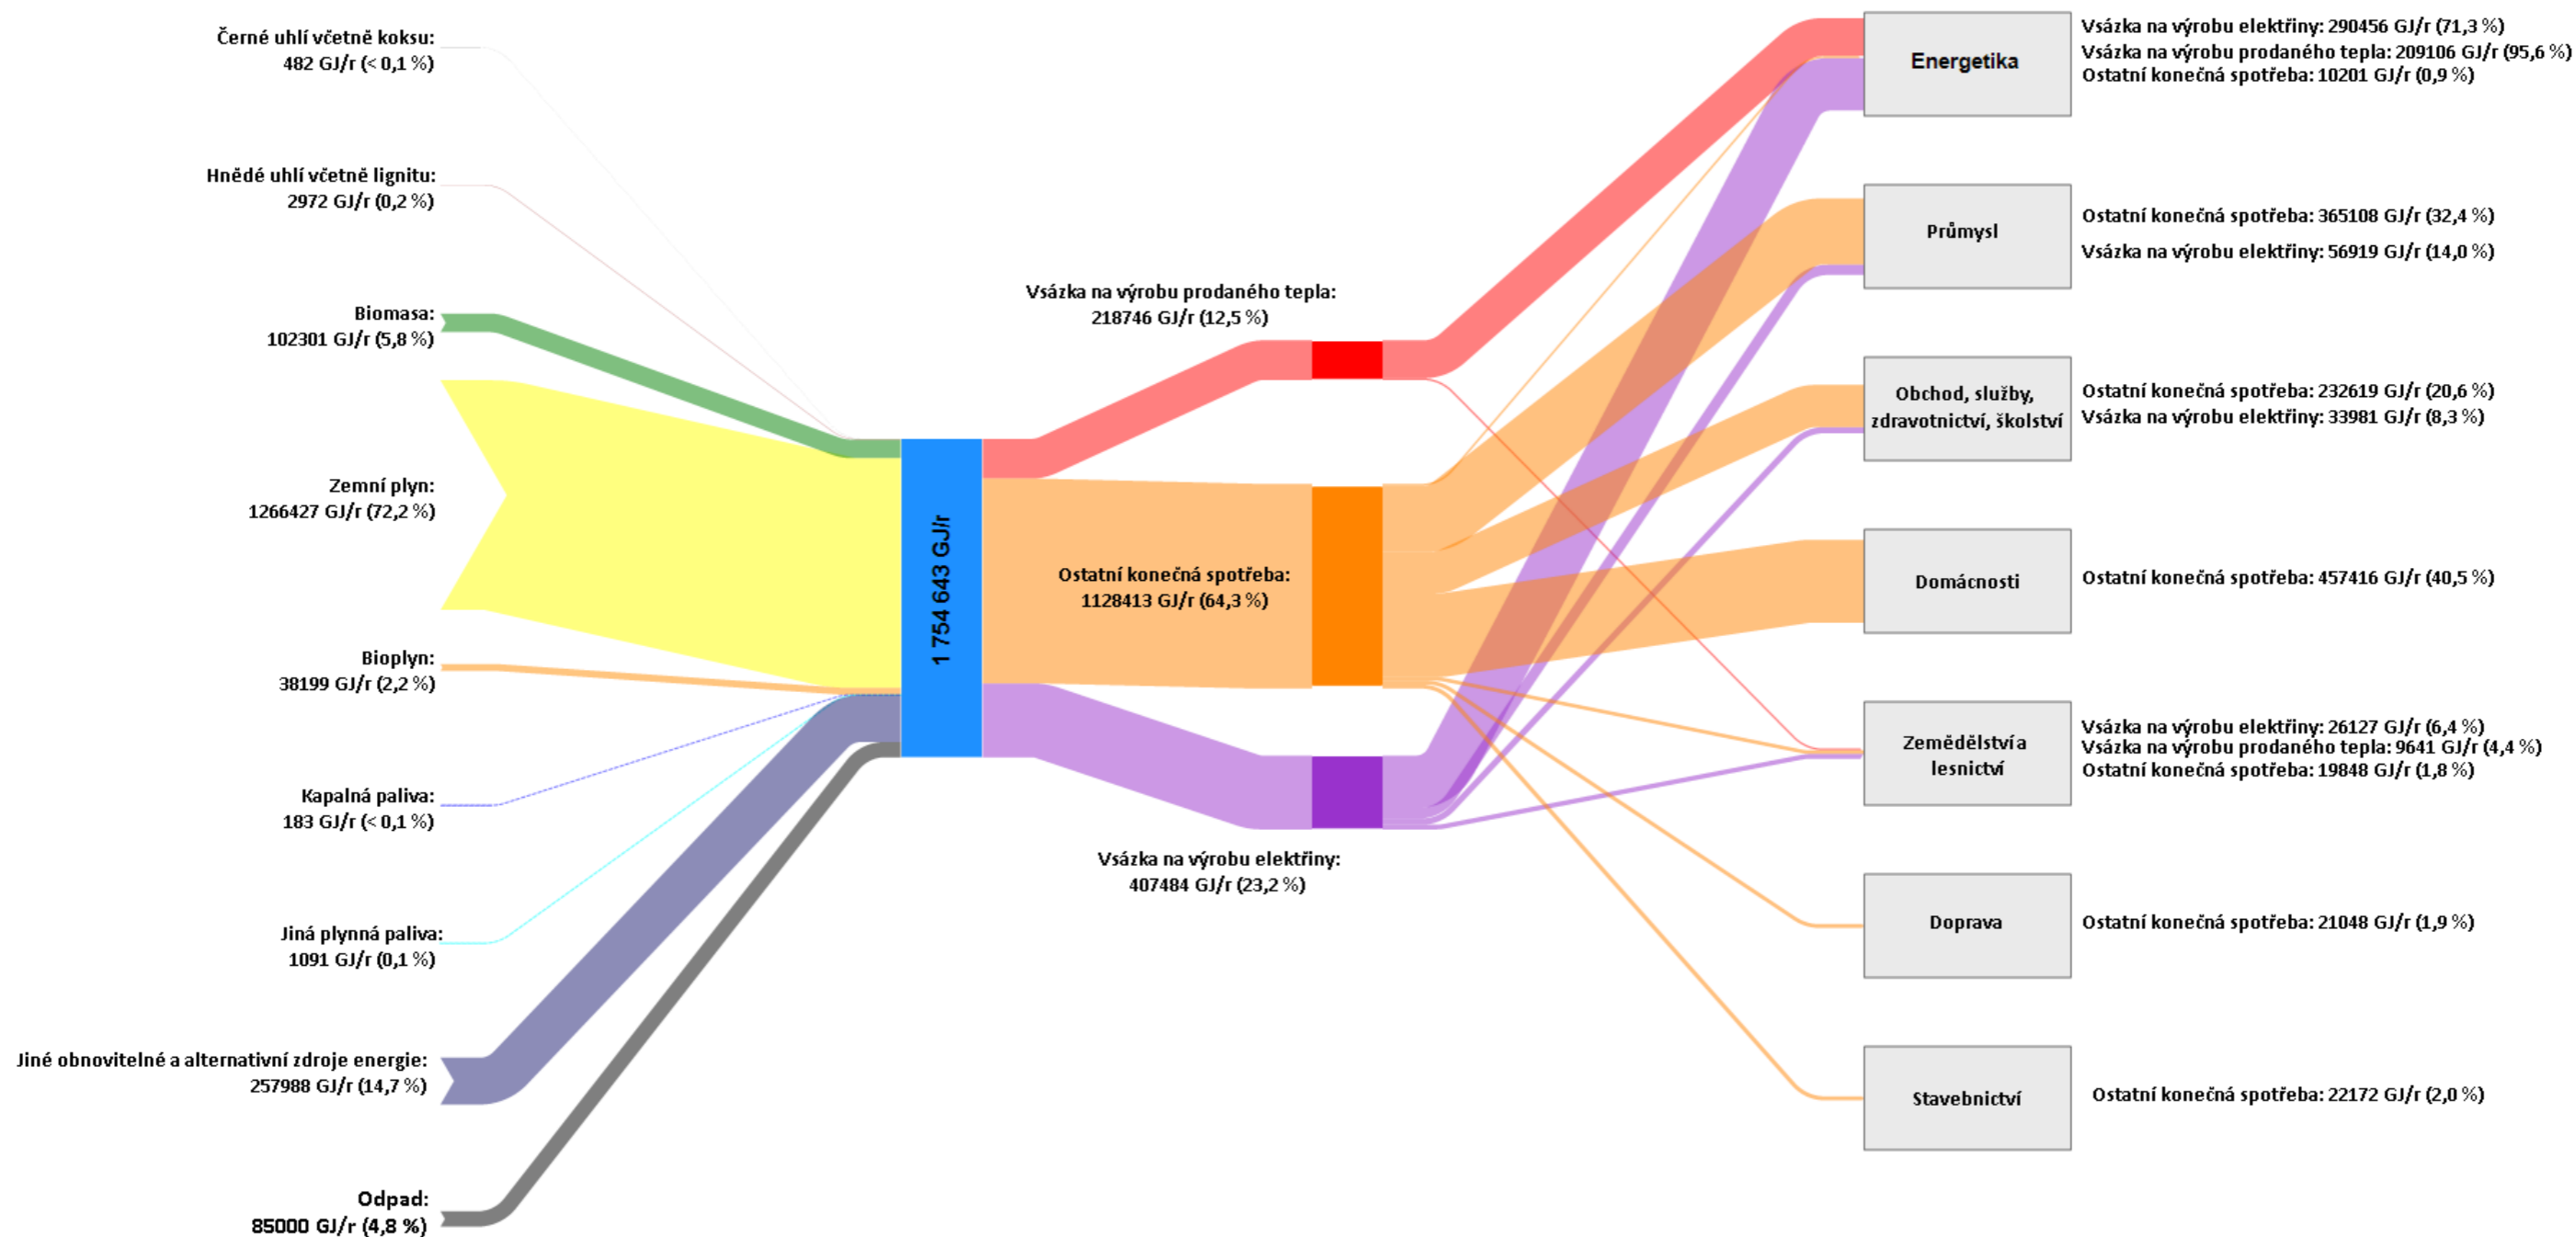 Černé uhlí včetně koksu:
482 GJ/r (< 0,1 %)
Hnědé uhlí včetně lignitu:
2972 GJ/r (0,2 %)
Biomasa:
102301 GJ/r (5,8 %)
Zemní plyn:
1266427 GJ/r (72,2 %)
Bioplyn:
38199 GJ/r (2,2 %)
Kapalná paliva:
183 GJ/r (< 0,1 %)
Jiná plynná paliva:
1091 GJ/r (0,1 %)
Jiné obnovitelné a alternativní zdroje energie:
257988 GJ/r (14,7 %)
Odpad:
85000 GJ/r (4,8 %)
1 754 643 GJ/r
Vsázka na výrobu prodaného tepla:
218746 GJ/r (12,5 %)
Ostatní konečná spotřeba:
1128413 GJ/r (64,3 %)
Vsázka na výrobu elektřiny:
407484 GJ/r (23,2 %)
Energetika
Vsázka na výrobu elektřiny: 290456 GJ/r (71,3 %)
Vsázka na výrobu prodaného tepla: 209106 GJ/r (95,6 %)
Ostatní konečná spotřeba: 10201 GJ/r (0,9 %)
Průmysl
Ostatní konečná spotřeba: 365108 GJ/r (32,4 %)
Vsázka na výrobu elektřiny: 56919 GJ/r (14,0 %)
Obchod, služby,
zdravotnictví, školství
Ostatní konečná spotřeba: 232619 GJ/r (20,6 %)
Vsázka na výrobu elektřiny: 33981 GJ/r (8,3 %)
Domácnosti
Ostatní konečná spotřeba: 457416 GJ/r (40,5 %)
Zemědělství a
lesnictví
Vsázka na výrobu elektřiny: 26127 GJ/r (6,4 %)
Vsázka na výrobu prodaného tepla: 9641 GJ/r (4,4 %)
Ostatní konečná spotřeba: 19848 GJ/r (1,8 %)
Doprava
Ostatní konečná spotřeba: 21048 GJ/r (1,9 %)
Stavebnictví
Ostatní konečná spotřeba: 22172 GJ/r (2,0 %)